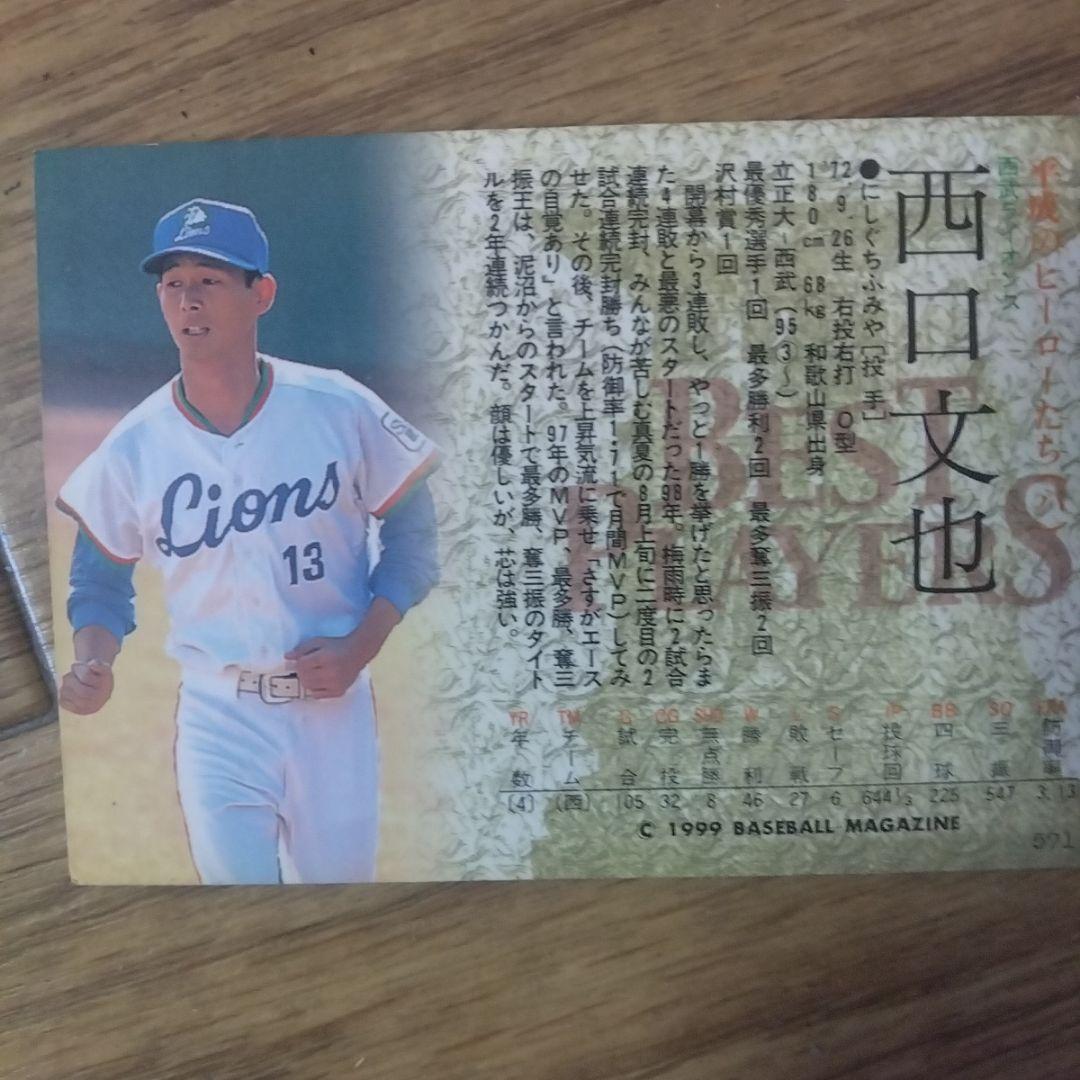 平成のヒーローたち
西武ライオンズ
西口文也
●にしぐちふみや〔投 手〕
'72.9.26生 右投右打 O型
180cm 68kg 和歌山県出身
立正大-西武(95③〜)
最優秀選手1回 最多勝利2回 最多奪三振2回
沢村賞1回
開幕から3連敗し、やっと1勝を挙げたと思ったらま
た4連敗と最悪のスタートだった98年。梅雨時に2試合
連続完封、みんなが苦しむ真夏の8月上旬に二度目の2
試合連続完封勝ち(防御率1・71で月間MVP)してみ
せた。その後、チームを上昇気流に乗せ「さすがエース
の自覚あり」と言われた。97年のMVP、最多勝、奪三
振王は、泥沼からのスタートで最多勝、奪三振のタイト
ルを2年連続つかんだ。顔は優しいが、芯は強い。
BEST
PLAYERS
Lions
Lions
13
YR TM G CG SHO W L S IP BB SO ERA
年数 チーム 試合 完投 無点勝 勝利 敗戦 セーブ 投球回 四球 三振 防御率
(4) (西) 105 32 8 46 27 6 644⅓ 225 547 3.13
C 1999 BASEBALL MAGAZINE
571